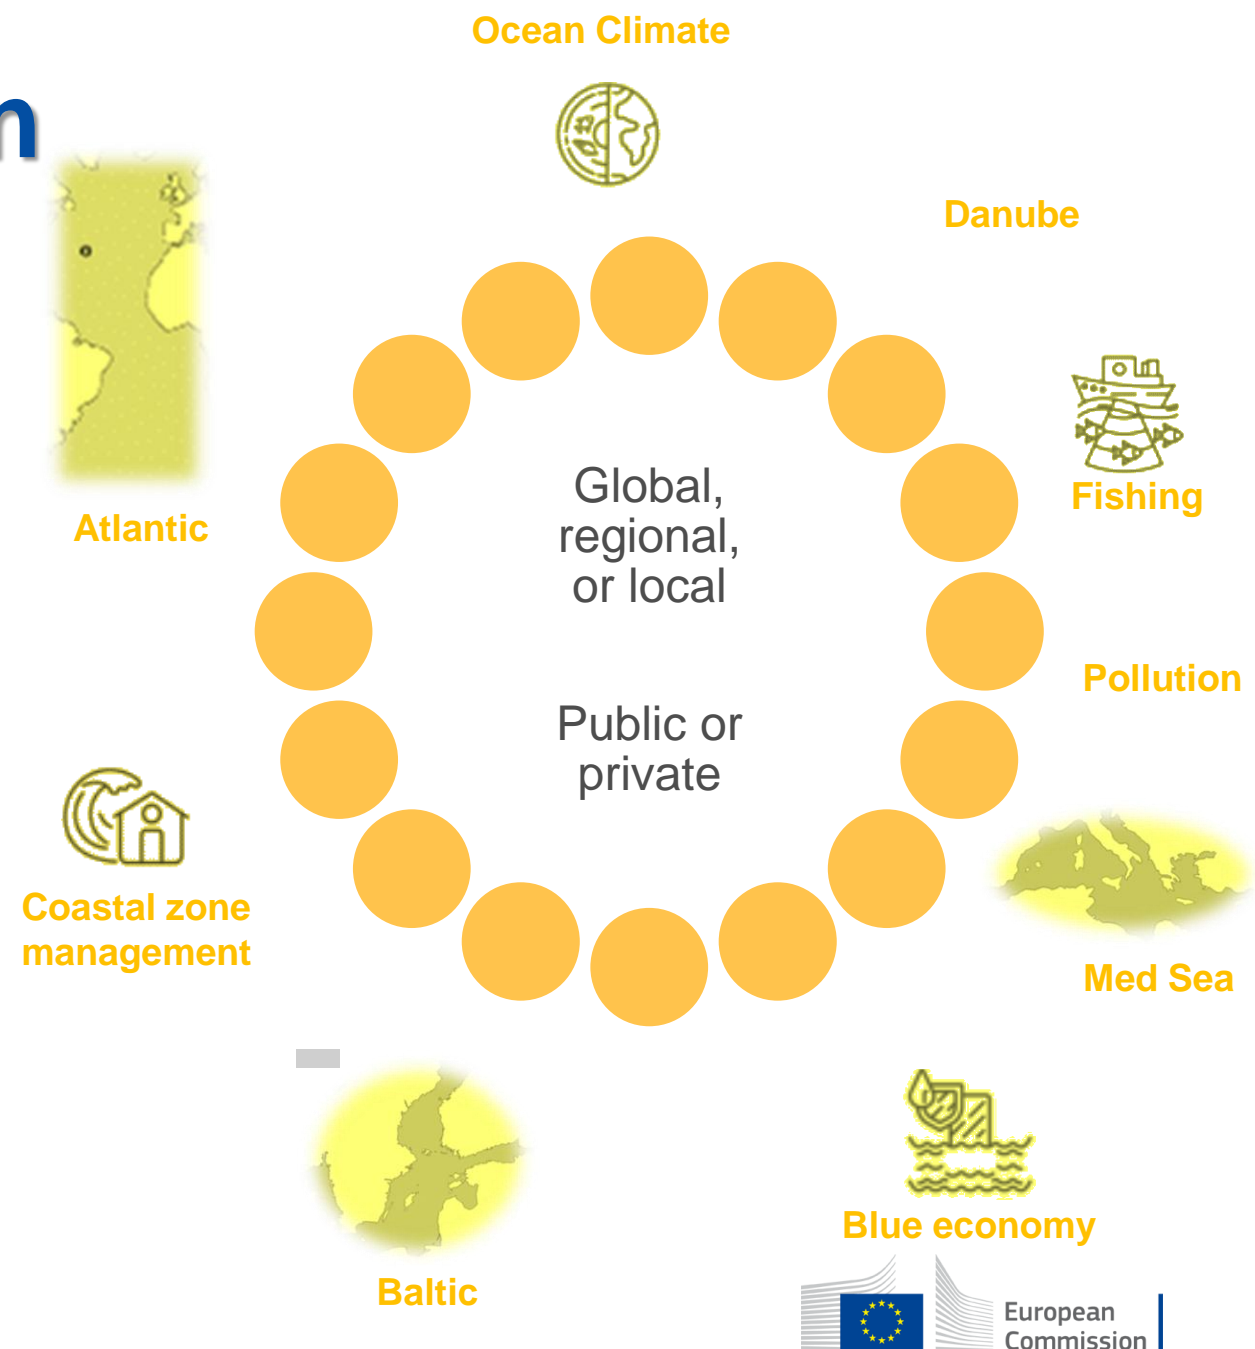 Ocean Climate
Danube
Fishing
Atlantic
Global,
regional,
or local
Pollution
Public or
private
Coastal zone
management
Med Sea
Blue economy
Baltic
European
Commission